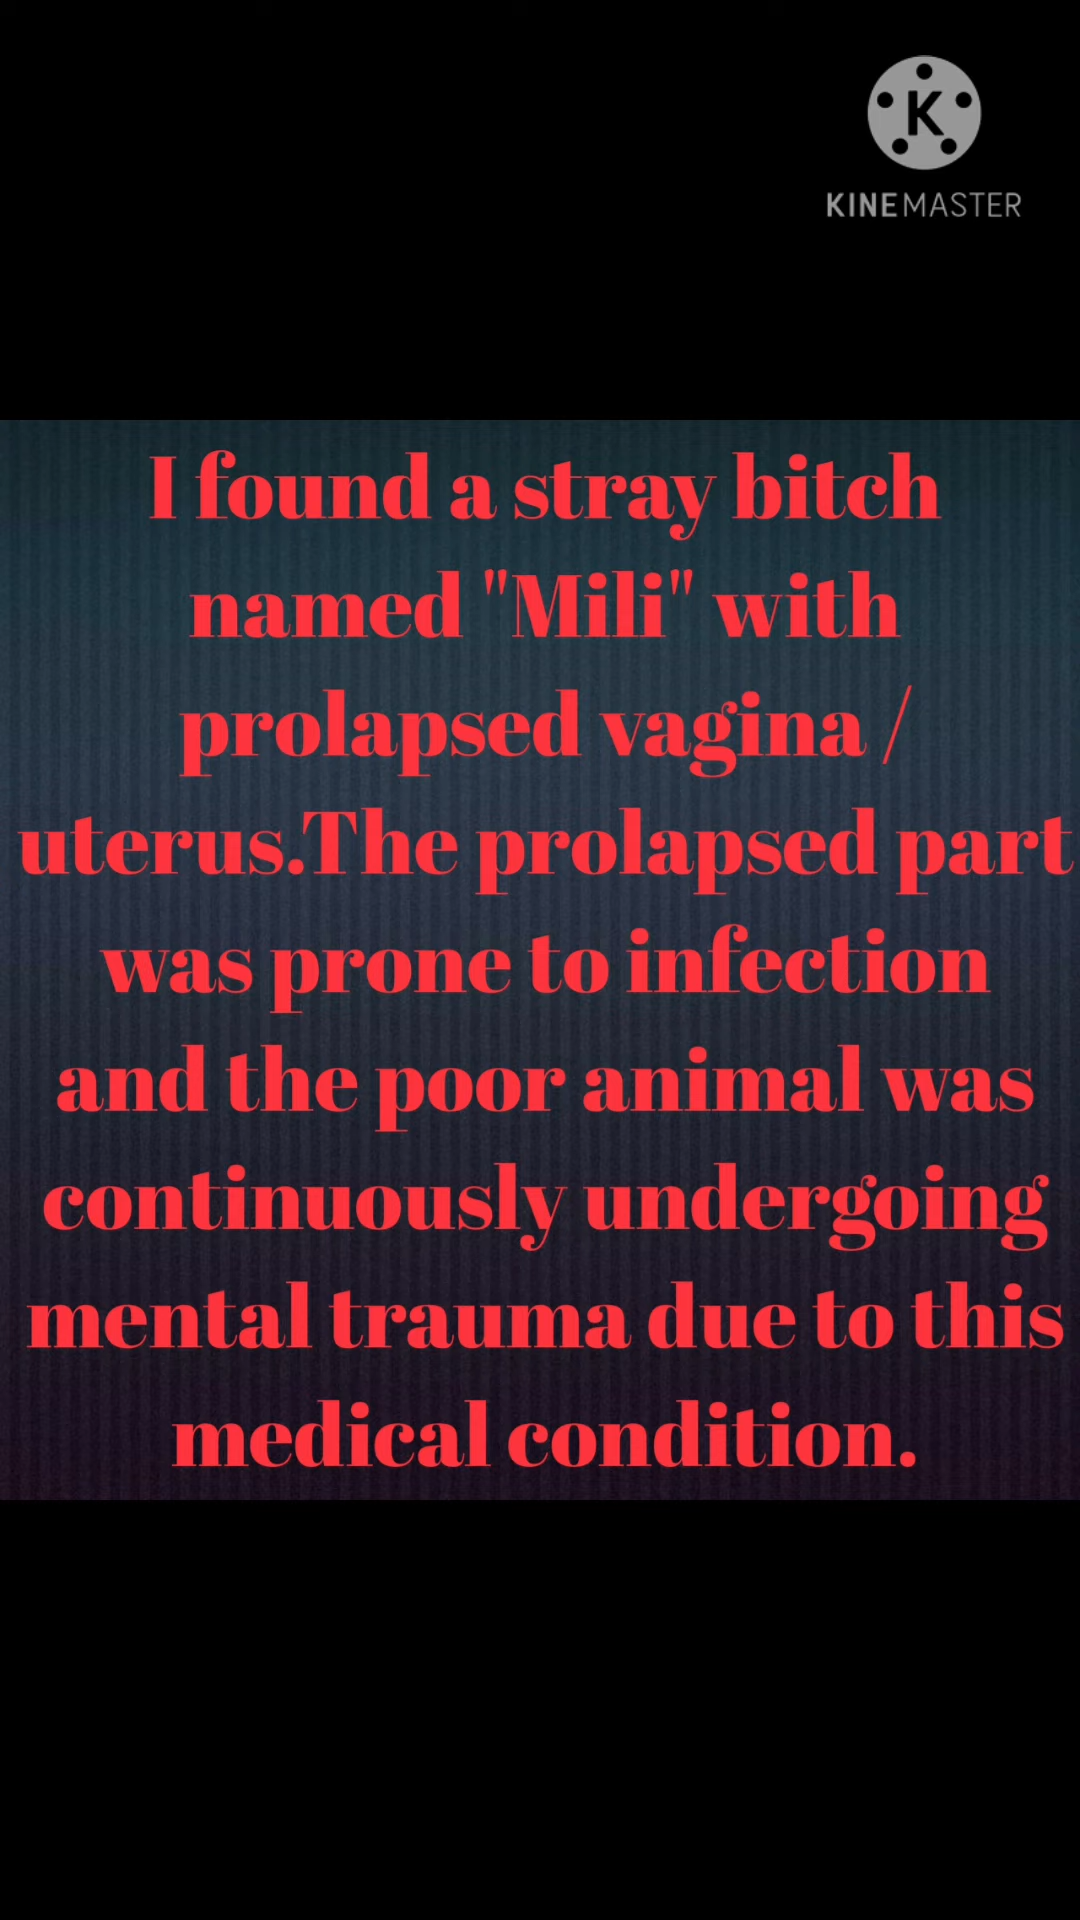 KINEMASTER
I found a stray bitch
named "Mili" with
prolapsed vagina /
uterus.The prolapsed part
was prone to infection
and the poor animal was
continuously undergoing
mental trauma due to this
medical condition.